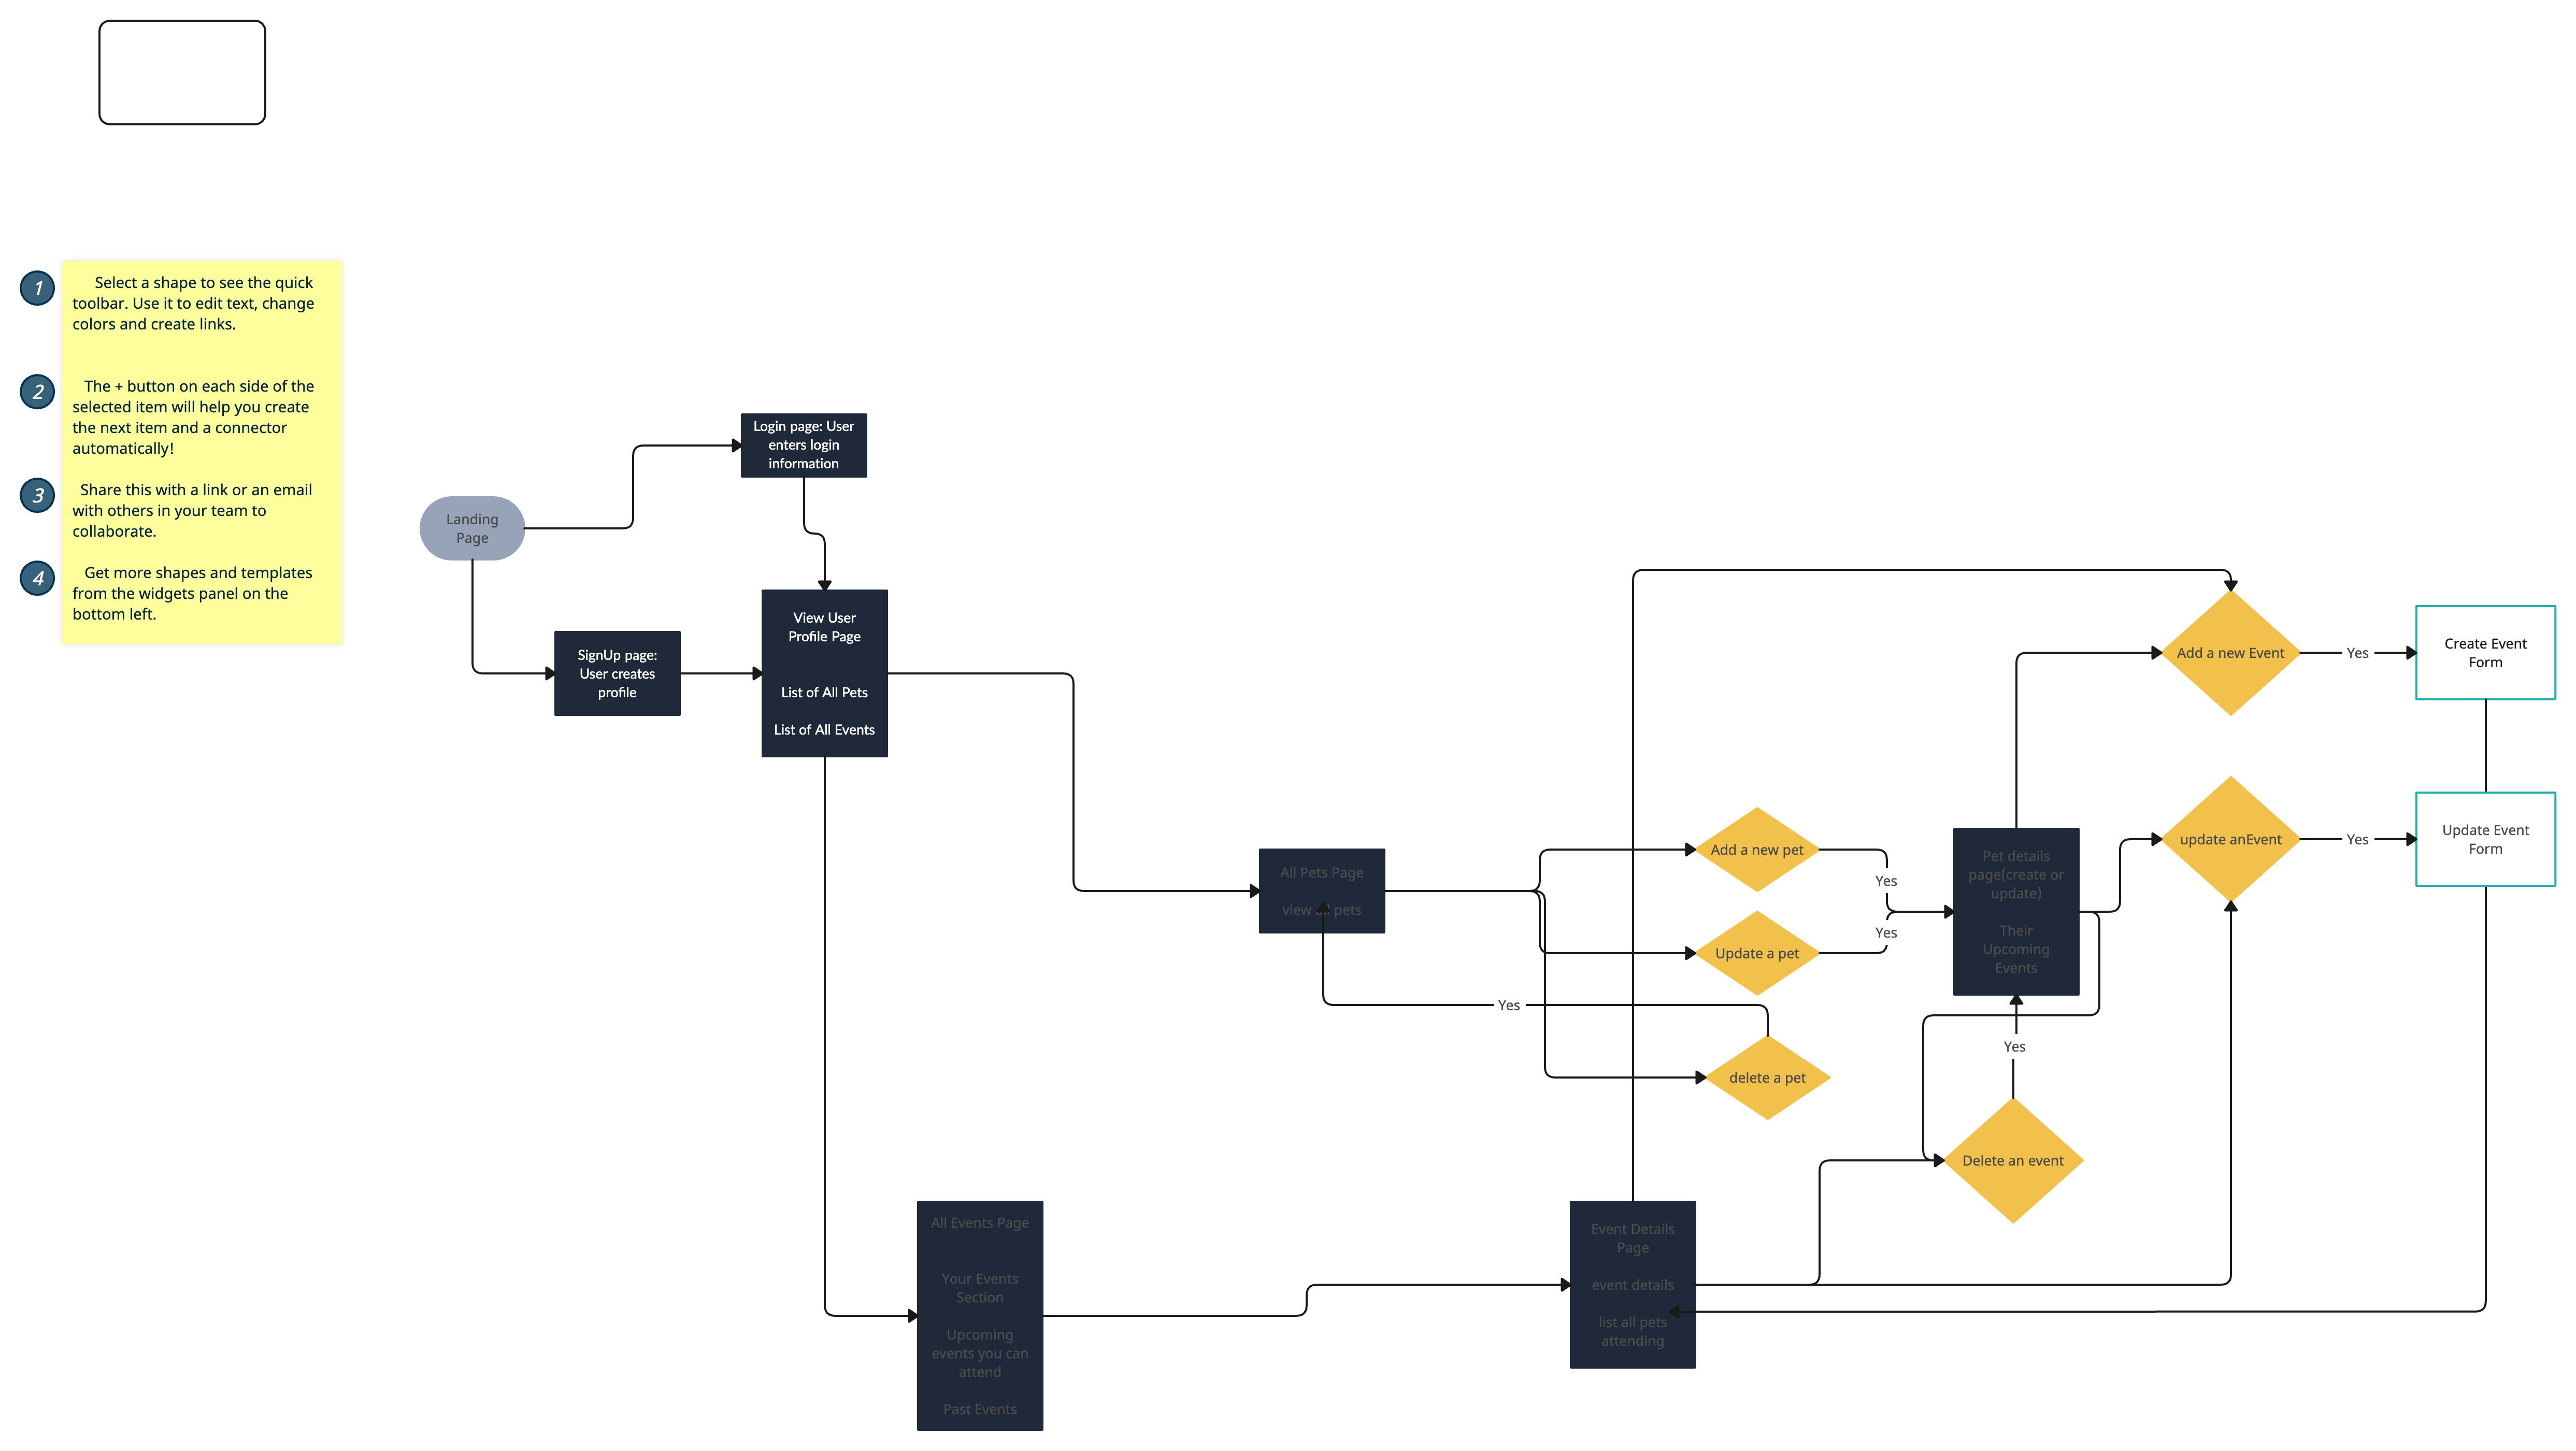 1
Select a shape to see the quick
toolbar. Use it to edit text, change
colors and create links.
2
The + button on each side of the
selected item will help you create
the next item and a connector
automatically!
3
Share this with a link or an email
with others in your team to
collaborate.
4
Get more shapes and templates
from the widgets panel on the
bottom left.
Landing
Page
Login page: User
enters login
information
SignUp page:
User creates
profile
View User
Profile Page
List of All Pets
List of All Events
All Pets Page
view all pets
Add a new pet
Yes
Update a pet
Yes
delete a pet
Yes
Pet details
page(create or
update)
Their
Upcoming
Events
Add a new Event
Yes
Create Event
Form
update anEvent
Yes
Update Event
Form
Yes
Delete an event
All Events Page
Your Events
Section
Upcoming
events you can
attend
Past Events
Event Details
Page
event details
list all pets
attending